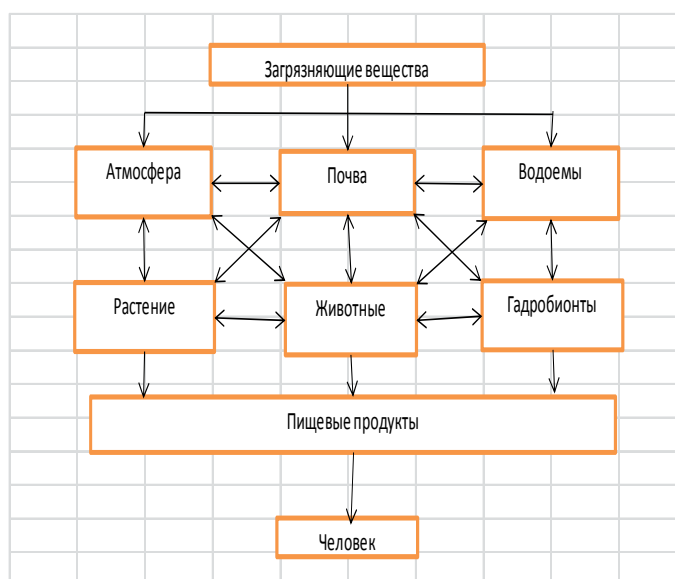 Загрязняющие вещества
Атмосфера
Почва
Водоемы
Растение
Животные
Гадробионты
Пищевые продукты
Человек